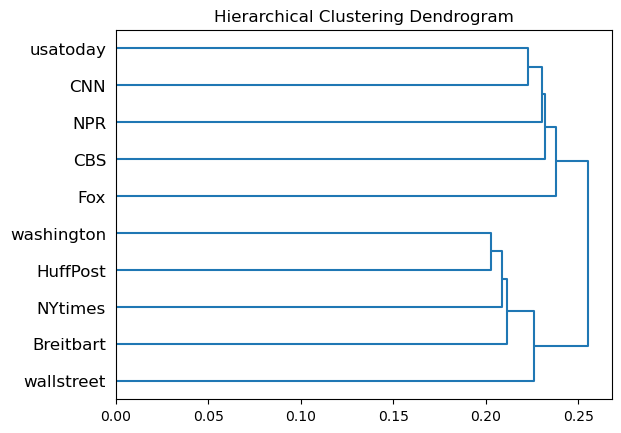 Hierarchical Clustering Dendrogram
usatoday
CNN
NPR
CBS
Fox
washington
HuffPost
NYtimes
Breitbart
wallstreet
0.00 0.05 0.10 0.15 0.20 0.25